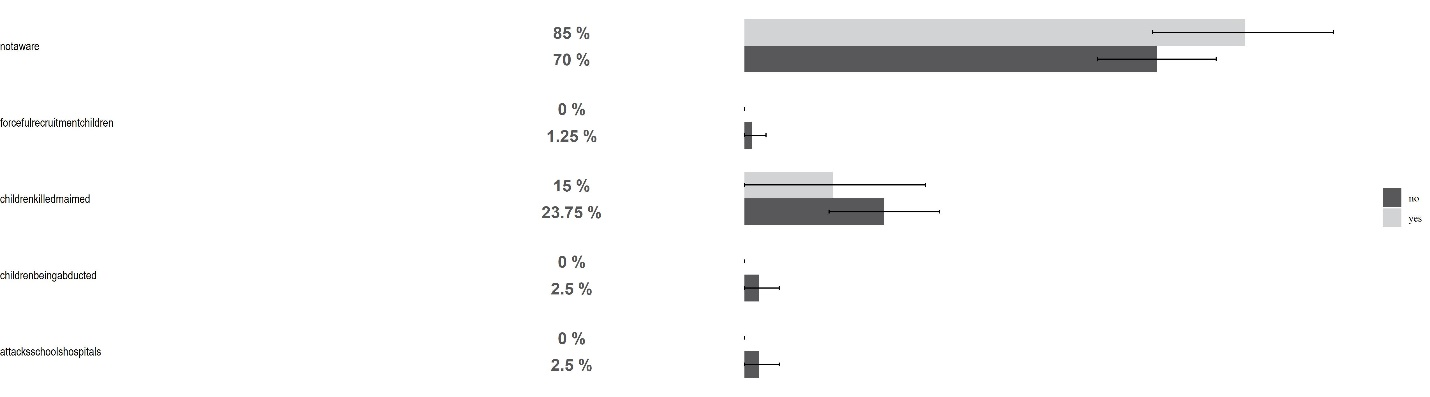 notaware
85 %
70 %
forcefulrecruitmentchildren
0 %
1.25 %
childrenkilledmaimed
15 %
23.75 %
no
yes
childrenbeingabducted
0 %
2.5 %
attacksschoolshospitals
0 %
2.5 %